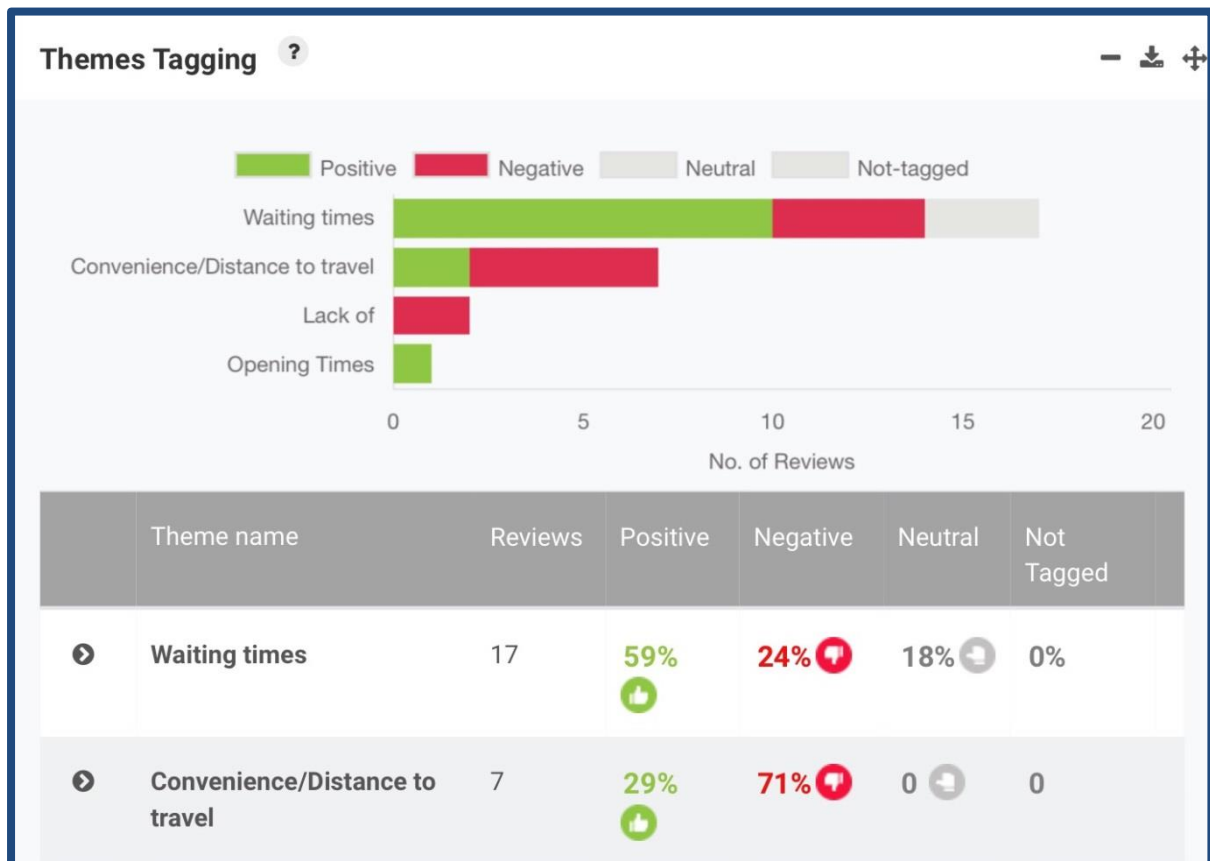 Themes Tagging ?
Positive Negative Neutral Not-tagged
Waiting times
Convenience/Distance to travel
Lack of
Opening Times
0 5 10 15 20
No. of Reviews
Theme name Reviews Positive Negative Neutral Not
Tagged
Waiting times 17 59% 24% 18% 0%
Convenience/Distance to 7 29% 71% 0 0
travel